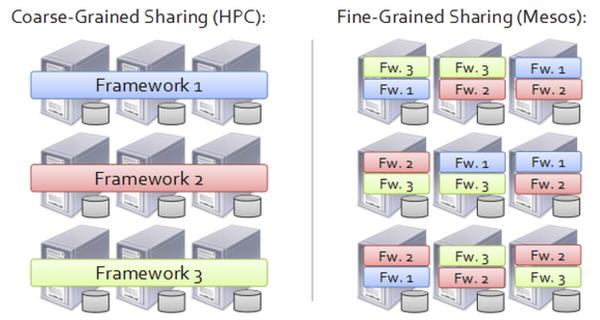 Coarse-Grained Sharing (HPC):
Framework 1
Framework 2
Framework 3
Fine-Grained Sharing (Mesos):
Fw. 3 Fw. 3 Fw. 1
Fw. 1 Fw. 2 Fw. 2
Fw. 2 Fw. 1 Fw. 1
Fw. 3 Fw. 3 Fw. 2
Fw. 2 Fw. 3 Fw. 2
Fw. 1 Fw. 2 Fw. 3